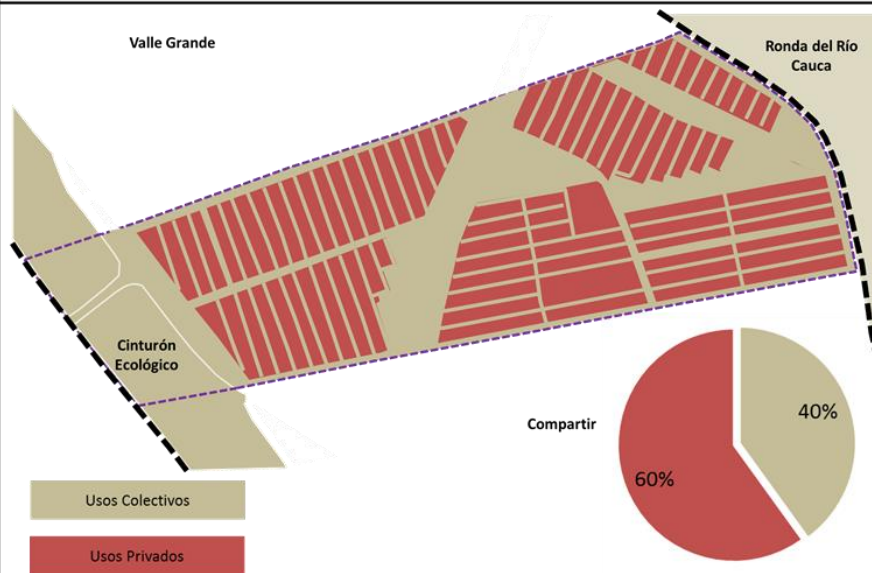 Valle Grande
Ronda del Río
Cauca
Cinturón
Ecológico
Compartir
40%
60%
Usos Colectivos
Usos Privados